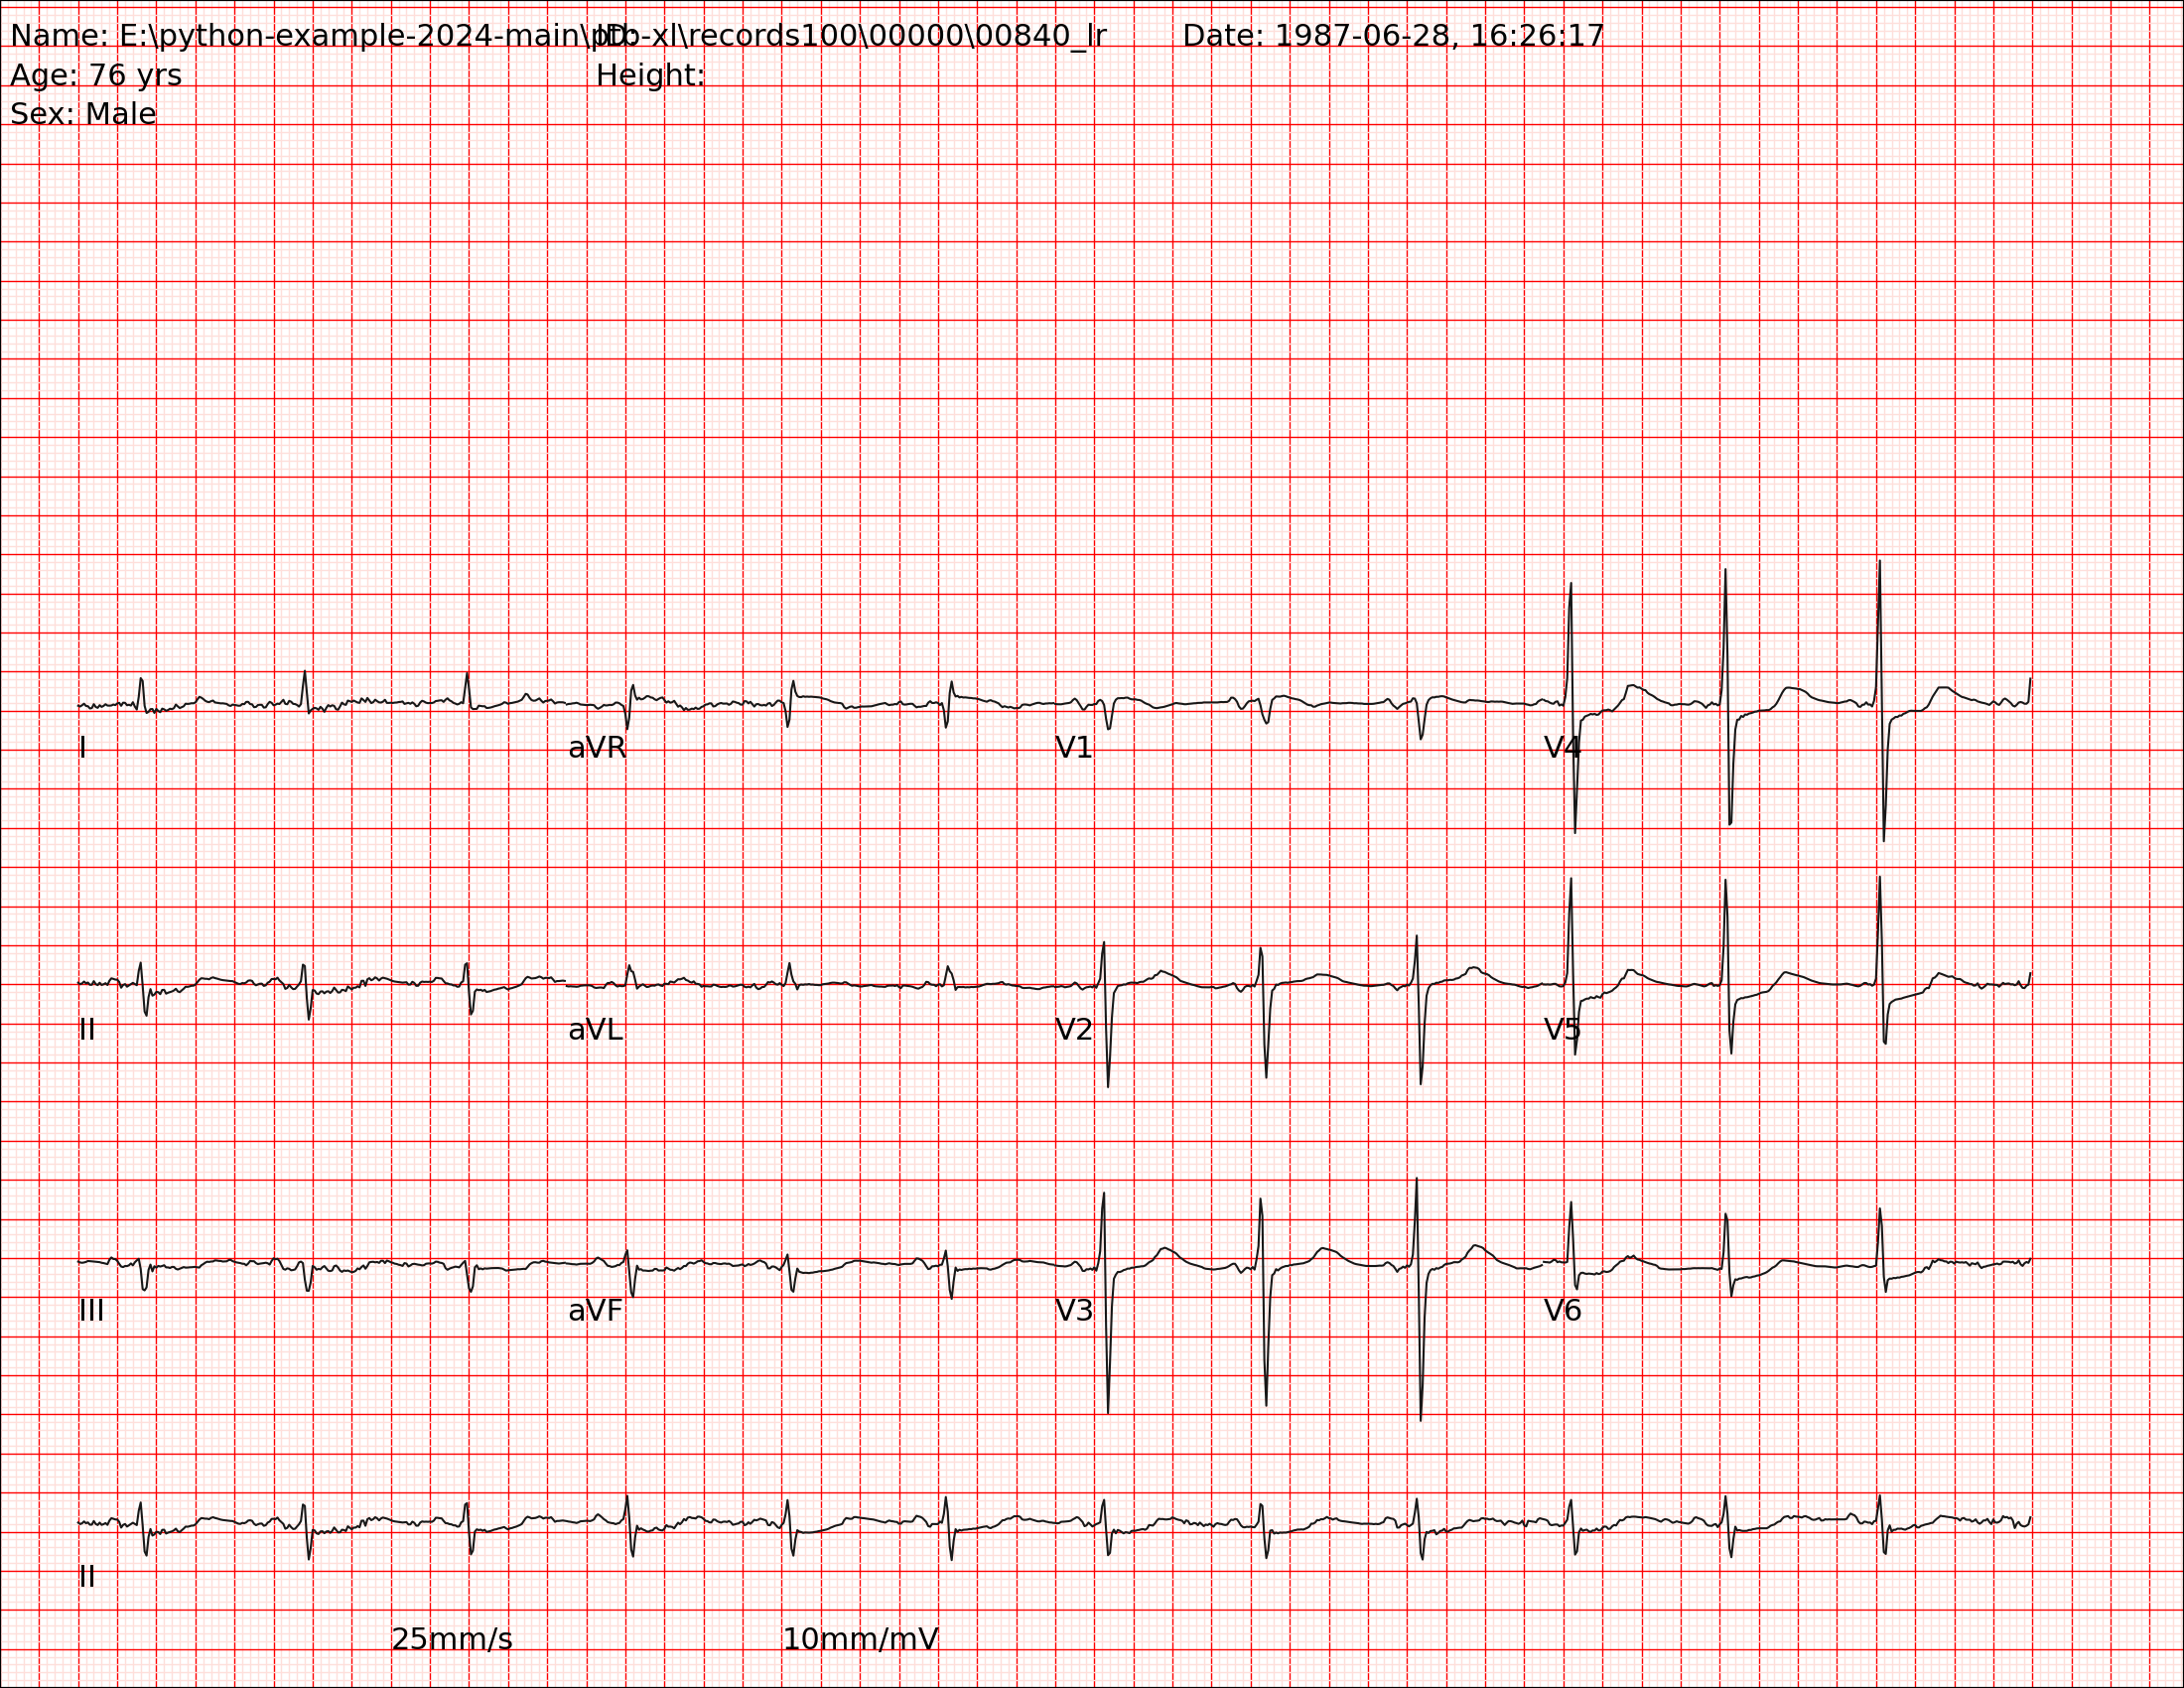 Name: E:\python-example-2024-main\ptb-xl\records100\00000\00840_lr ID: Date: 1987-06-28, 16:26:17
Age: 76 yrs Height:
Sex: Male
I aVR V1 V4
II aVL V2 V5
III aVF V3 V6
II
25mm/s 10mm/mV